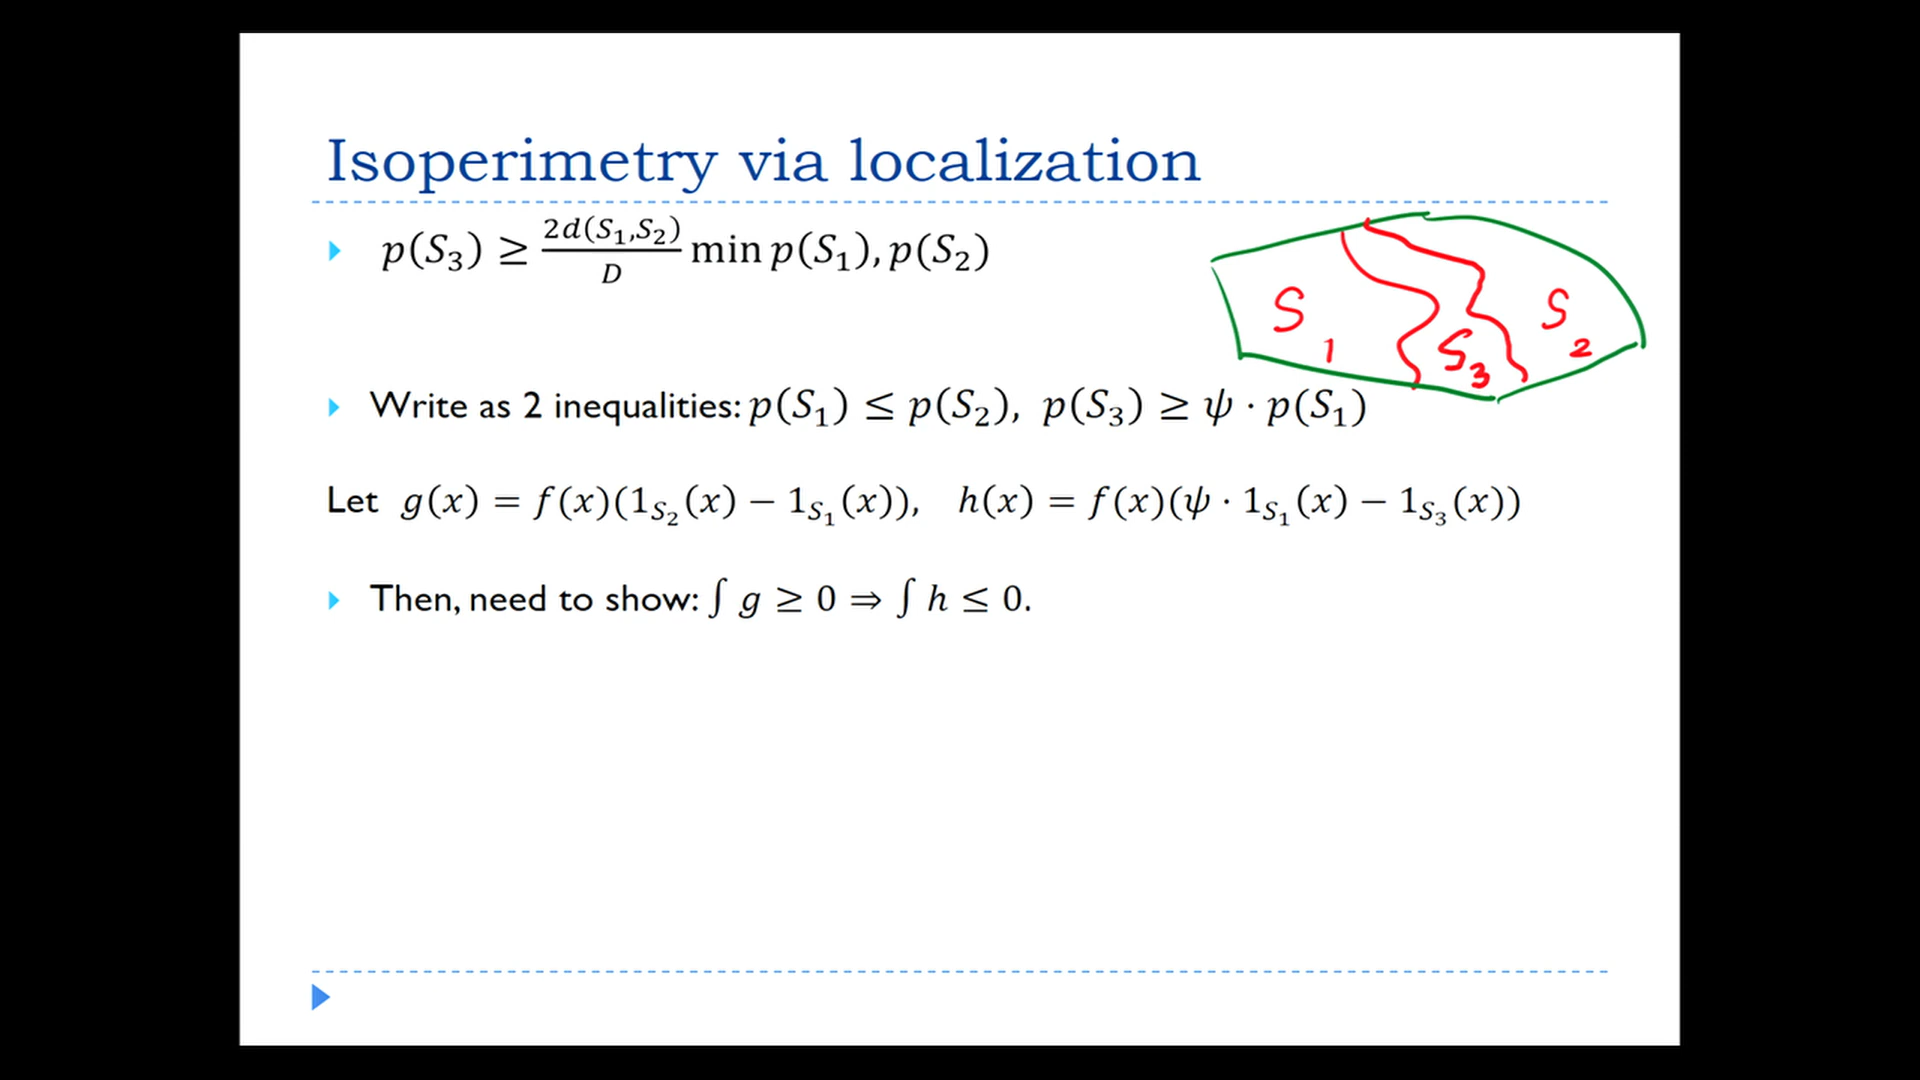 Isoperimetry via localization
p(S₃) ≥ 2d(S₁,S₂)/D min p(S₁), p(S₂)
S₁ S₃ S₂
Write as 2 inequalities: p(S₁) ≤ p(S₂), p(S₃) ≥ ψ · p(S₁)
Let g(x) = f(x)(1_{S₂}(x) − 1_{S₁}(x)), h(x) = f(x)(ψ · 1_{S₁}(x) − 1_{S₃}(x))
Then, need to show: ∫ g ≥ 0 ⇒ ∫ h ≤ 0.